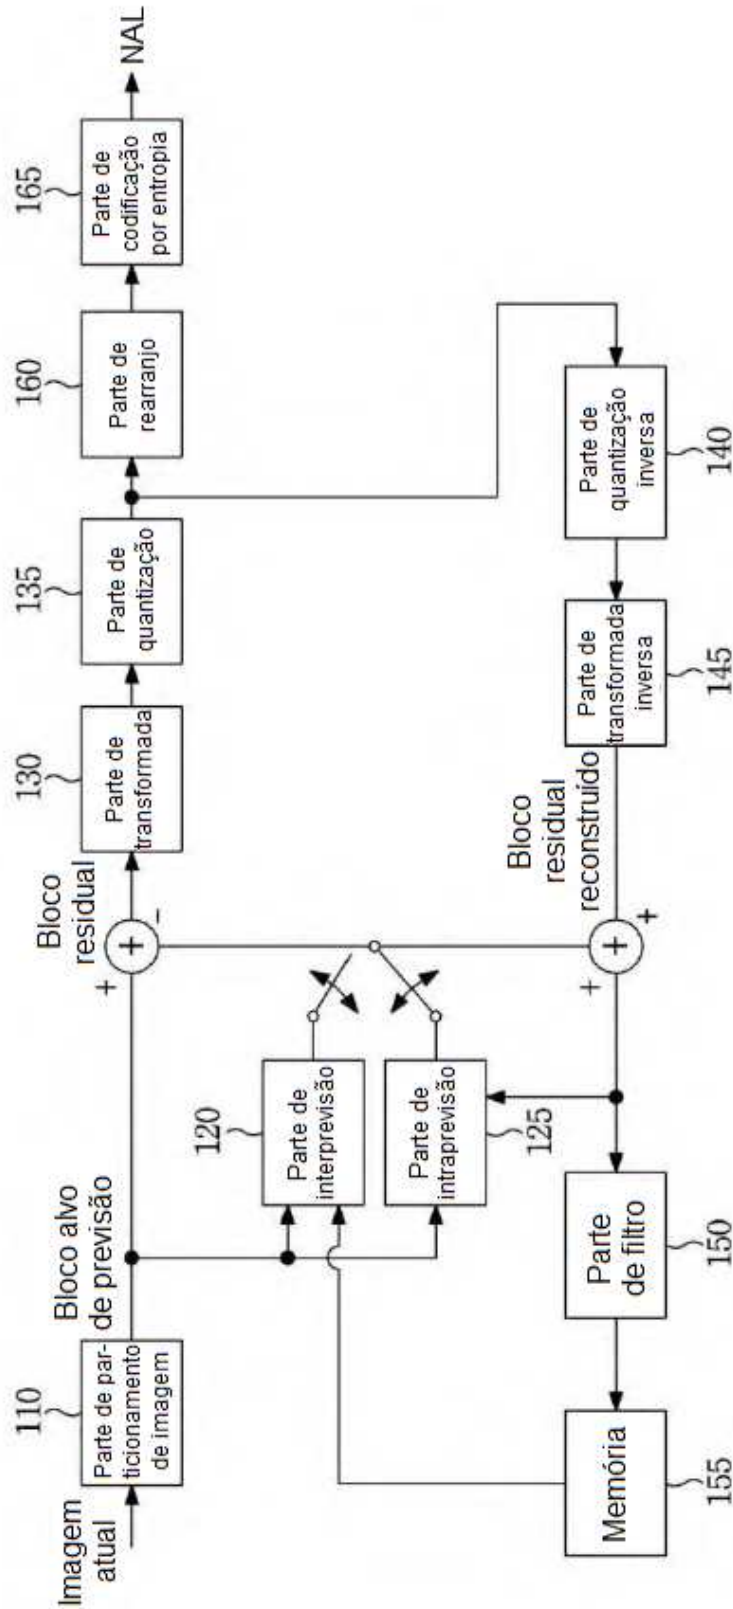 Imagem
atual
110
Parte de par-
ticionamento
de imagem
Bloco alvo
de previsão
120
Parte de
interprevisão
Parte de
intraprevisão
125
+
+
-
Bloco
residual
130
Parte de
transformada
135
Parte de
quantização
160
Parte de
rearranjo
165
Parte de
codificação
por entropia
NAL
Parte de
quantização
inversa
140
Parte de
transformada
inversa
145
Bloco
residual
reconstruído
+
+
+
Parte
de filtro
150
Memória
155